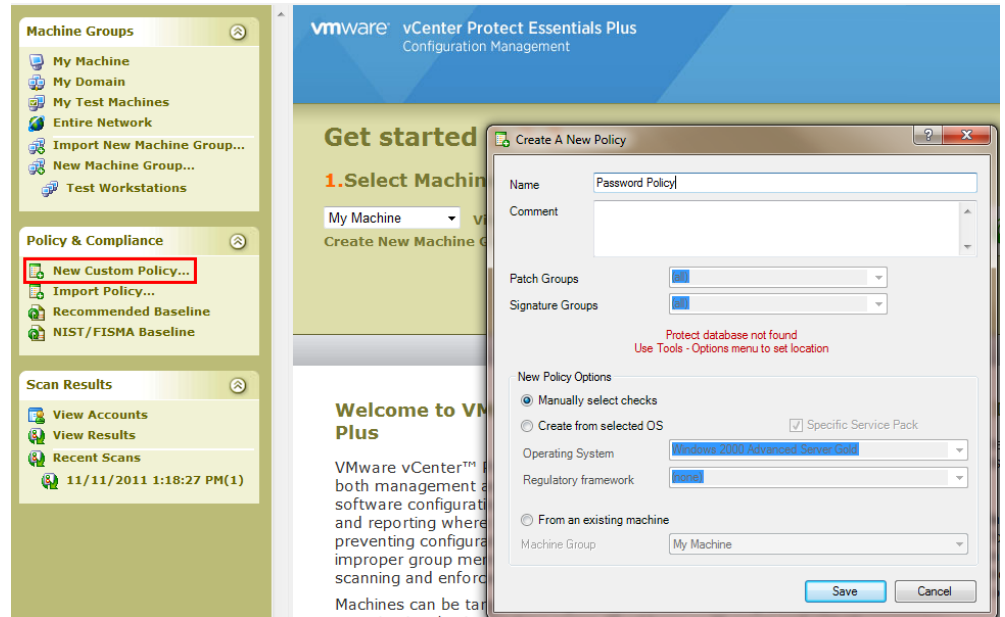 Machine Groups
My Machine
My Domain
My Test Machines
Entire Network
Import New Machine Group...
New Machine Group...
Test Workstations
Policy & Compliance
New Custom Policy...
Import Policy...
Recommended Baseline
NIST/FISMA Baseline
Scan Results
View Accounts
View Results
Recent Scans
11/11/2011 1:18:27 PM(1)
vmware vCenter Protect Essentials Plus
Configuration Management
Get started
1.Select Machin
My Machine
Vi
Create New Machine G
Welcome to VM
Plus
VMware vCenter™ P
both management a
software configurati
and reporting where
preventing configura
improper group mem
scanning and enforc
Machines can be tar
Create A New Policy
Name
Password Policy
Comment
Patch Groups
(all)
Signature Groups
(all)
Protect database not found
Use Tools - Options menu to set location
New Policy Options
Manually select checks
Create from selected OS
Specific Service Pack
Operating System
Windows 2000 Advanced Server Gold
Regulatory framework
(none)
From an existing machine
Machine Group
My Machine
Save
Cancel